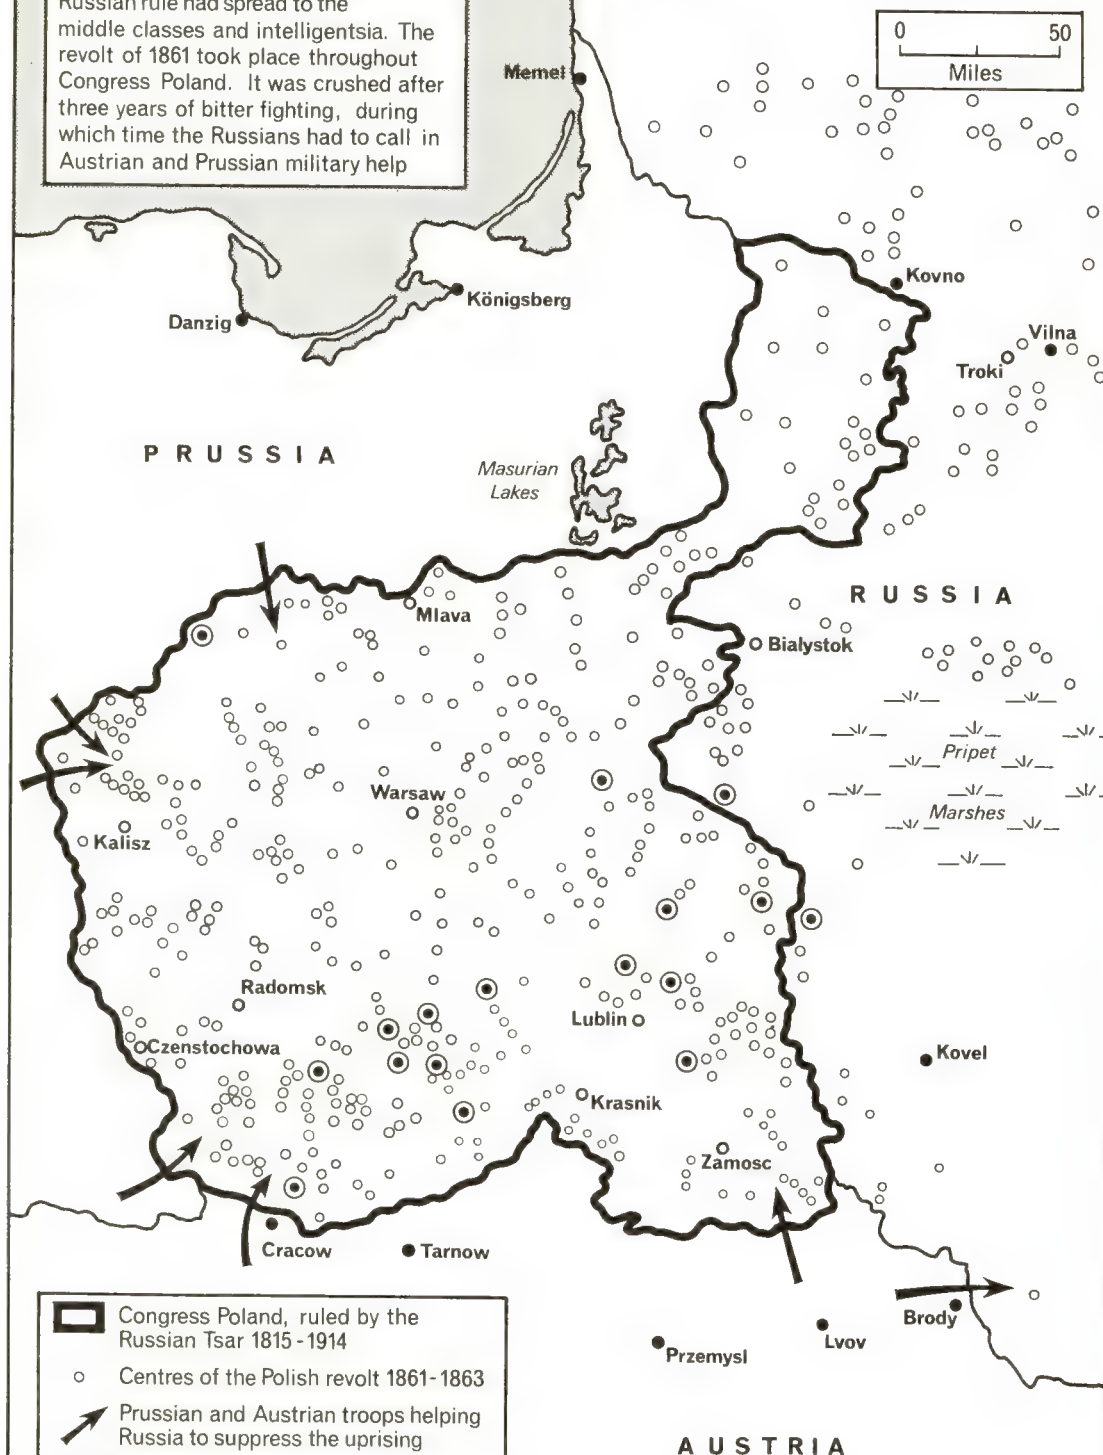 Russian rule had spread to the
middle classes and intelligentsia. The
revolt of 1861 took place throughout
Congress Poland. It was crushed after
three years of bitter fighting, during
which time the Russians had to call in
Austrian and Prussian military help
0 50
Miles
Memel
Kovno
Königsberg
Danzig
Vilna
Troki
PRUSSIA
Masurian
Lakes
RUSSIA
Mlava
Bialystok
Pripet
Marshes
Warsaw
Kalisz
Radomsk
Lublin
Czenstochowa
Kovel
Krasnik
Zamosc
Cracow
Tarnow
Brody
Lvov
Przemysl
Congress Poland, ruled by the
Russian Tsar 1815-1914
Centres of the Polish revolt 1861-1863
Prussian and Austrian troops helping
Russia to suppress the uprising
AUSTRIA